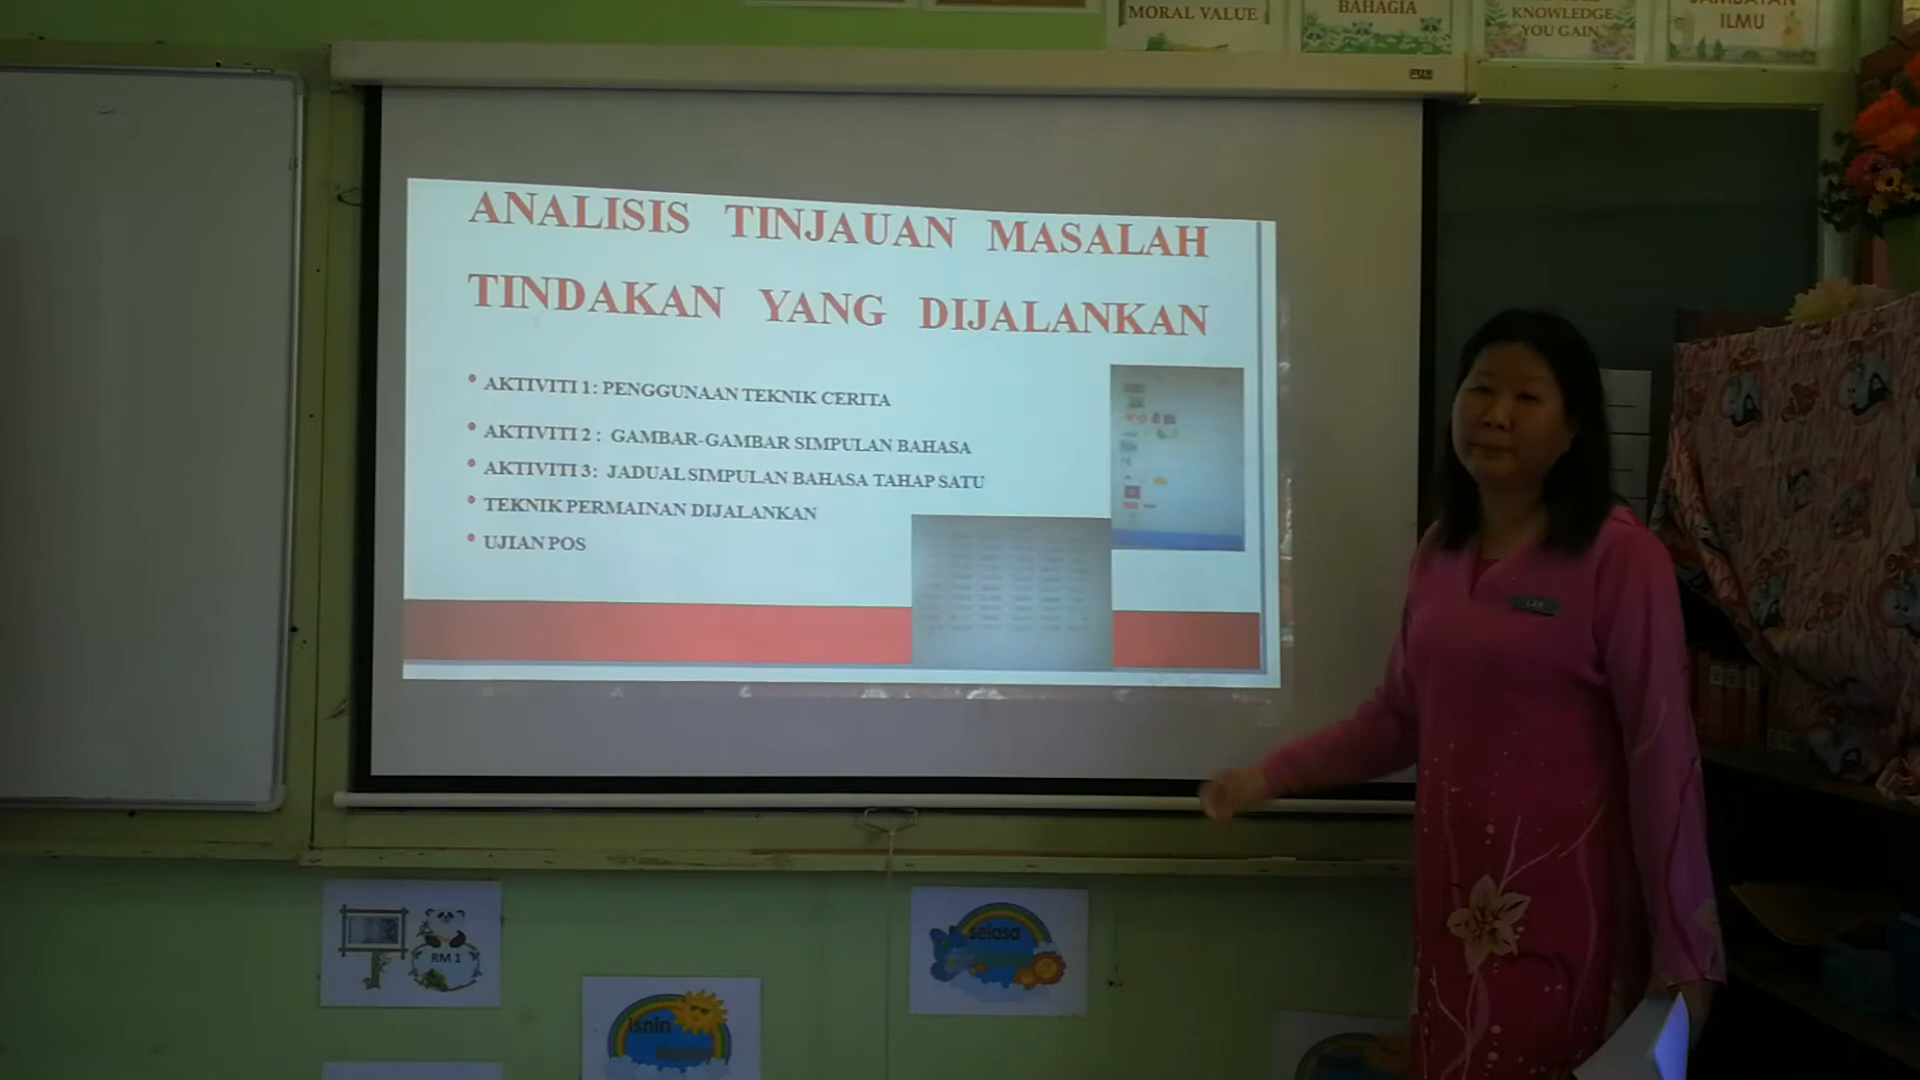 MORAL VALUE
BAHAGIA
KNOWLEDGE
YOU GAIN
JAMBATAN
ILMU
ANALISIS TINJAUAN MASALAH
TINDAKAN YANG DIJALANKAN
• AKTIVITI 1: PENGGUNAAN TEKNIK CERITA
• AKTIVITI 2 : GAMBAR-GAMBAR SIMPULAN BAHASA
• AKTIVITI 3: JADUAL SIMPULAN BAHASA TAHAP SATU
• TEKNIK PERMAINAN DIJALANKAN
• UJIAN POS
LEE
RM 1
selasa
isnin